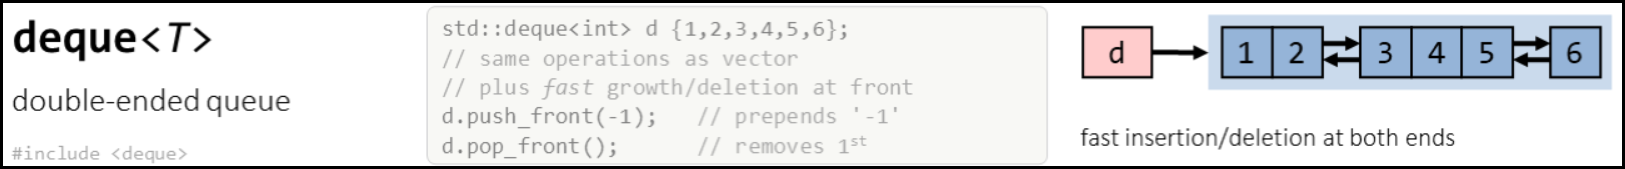 deque<T>
double-ended queue
#include <deque>
std::deque<int> d {1,2,3,4,5,6};
// same operations as vector
// plus fast growth/deletion at front
d.push_front(-1);   // prepends '-1'
d.pop_front();      // removes 1st
d 1 2 3 4 5 6
fast insertion/deletion at both ends